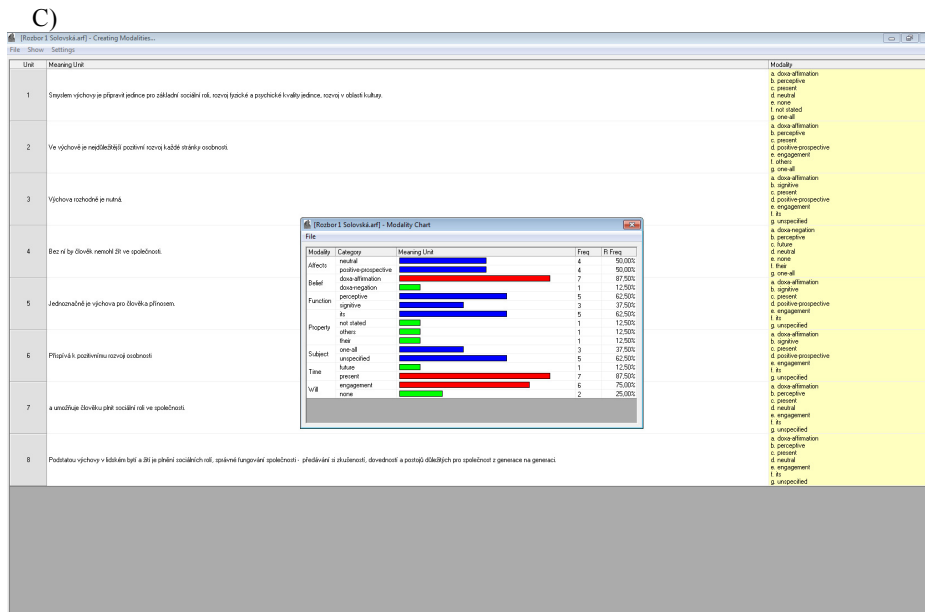 C)
[Rozbor 1 Solovská.arf] - Creating Modalities...
File Show Settings
Unit Meaning Unit Modality
1 Smyslem výchovy je připravit jedince pro základní sociální roli, rozvoj fyzické a psychické kvality jedince, rozvoj v oblasti kultury.
a. doxa-affirmation
b. perceptive
c. present
d. neutral
e. none
f. not stated
g. one-all
2 Ve výchově je nejdůležitější pozitivní rozvoj každé stránky osobnosti.
a. doxa-affirmation
b. perceptive
c. present
d. positive-prospective
e. engagement
f. others
g. one-all
3 Výchova rozhodně je nutná.
a. doxa-affirmation
b. signitive
c. present
d. positive-prospective
e. engagement
f. its
g. unspecified
4 Bez ní by člověk nemohl žít ve společnosti.
a. doxa-negation
b. perceptive
c. future
d. neutral
e. none
f. their
g. one-all
5 Jednoznačně je výchova pro člověka přínosem.
a. doxa-affirmation
b. signitive
c. present
d. positive-prospective
e. engagement
f. its
g. unspecified
6 Přispívá k pozitivnímu rozvoji osobnosti
a. doxa-affirmation
b. signitive
c. present
d. positive-prospective
e. engagement
f. its
g. unspecified
7 a umožňuje člověku plnit sociální roli ve společnosti.
a. doxa-affirmation
b. perceptive
c. present
d. neutral
e. engagement
f. its
g. unspecified
8 Podstatou výchovy v lidském bytí a žití je plnění sociálních rolí, správné fungování společnosti - předávání si zkušeností, dovedností a postojů důležitých pro společnost z generace na generaci.
a. doxa-affirmation
b. perceptive
c. present
d. neutral
e. engagement
f. its
g. unspecified
[Rozbor 1 Solovská.arf] - Modality Chart
File
Modality Category Meaning Unit Freq R Freq
Affects neutral 4 50,00%
positive-prospective 4 50,00%
Belief doxa-affirmation 7 87,50%
doxa-negation 1 12,50%
Function perceptive 5 62,50%
signitive 3 37,50%
Property its 5 62,50%
not stated 1 12,50%
others 1 12,50%
their 1 12,50%
Subject one-all 3 37,50%
unspecified 5 62,50%
Time future 1 12,50%
present 7 87,50%
Will engagement 6 75,00%
none 2 25,00%